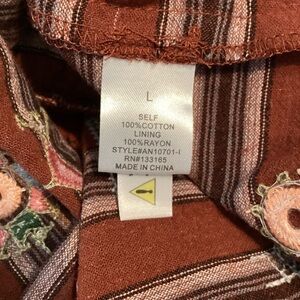 L
SELF
100%COTTON
LINING
100%RAYON
STYLE#AN10701-I
RN#133165
MADE IN CHINA